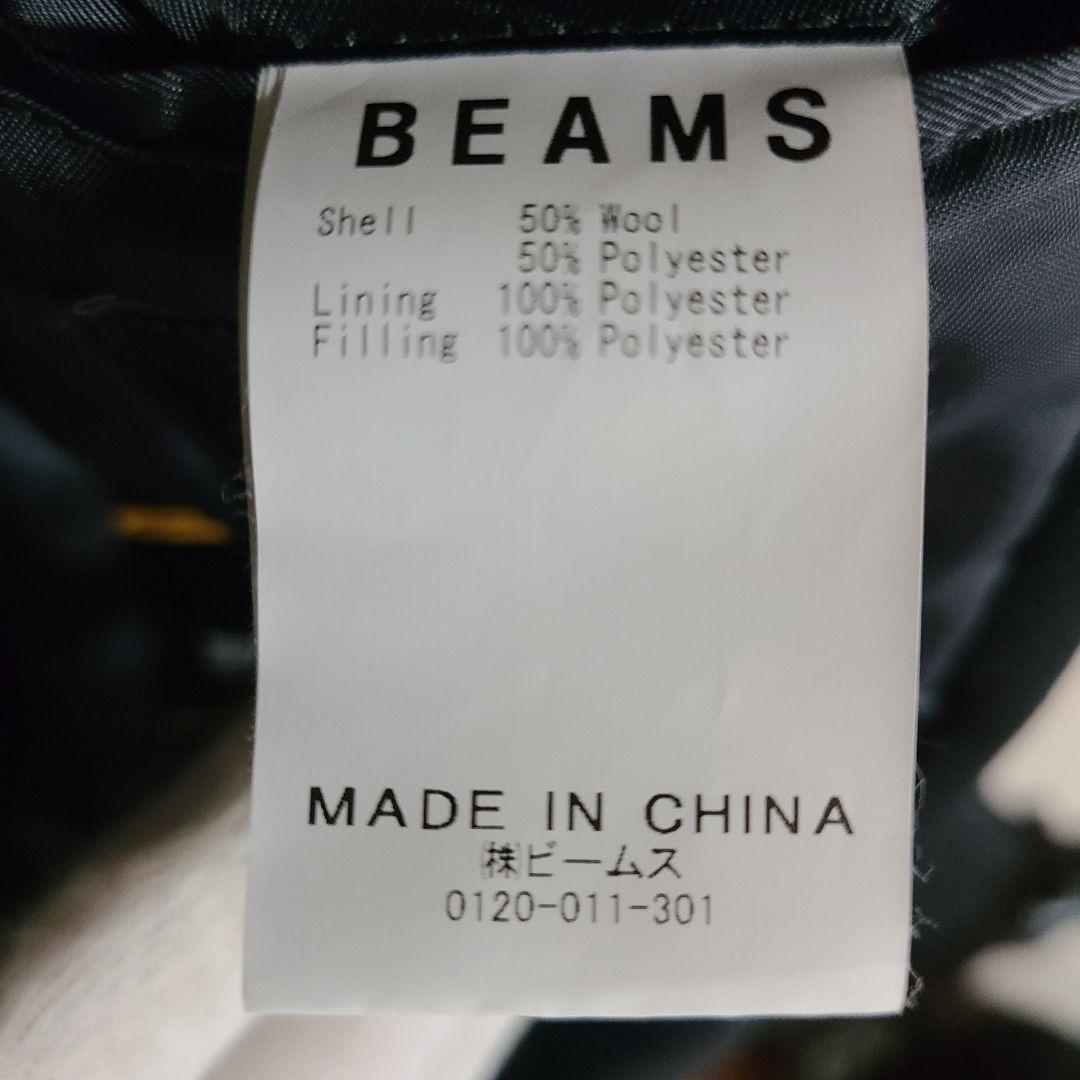 BEAMS
Shell 50% Wool
50% Polyester
Lining 100% Polyester
Filling 100% Polyester
MADE IN CHINA
㈱ビームス
0120-011-301